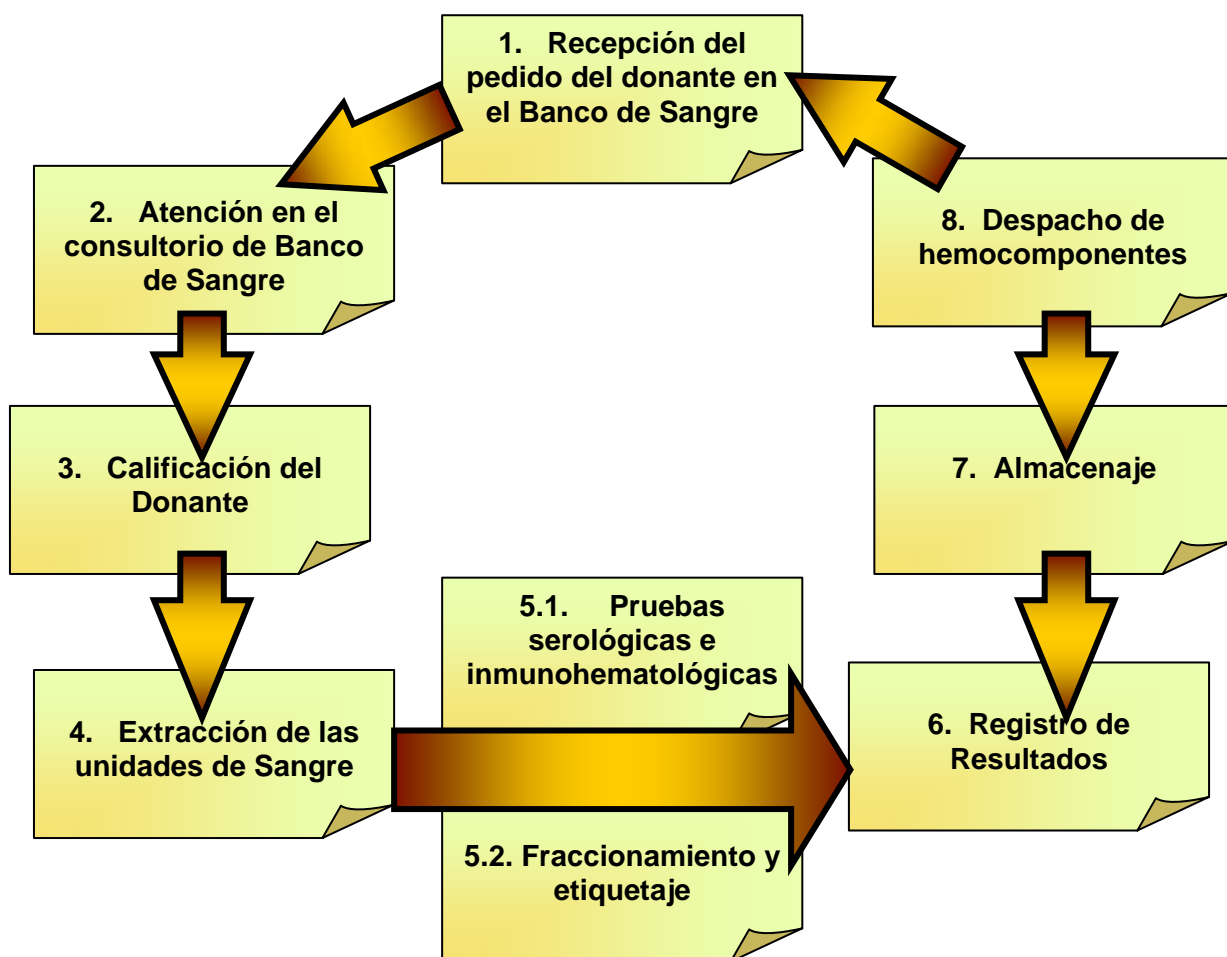 1. Recepción del
pedido del donante en
el Banco de Sangre
2. Atención en el
consultorio de Banco
de Sangre
3. Calificación del
Donante
4. Extracción de las
unidades de Sangre
5.1. Pruebas
serológicas e
inmunohematológicas
5.2. Fraccionamiento y
etiquetaje
6. Registro de
Resultados
7. Almacenaje
8. Despacho de
hemocomponentes